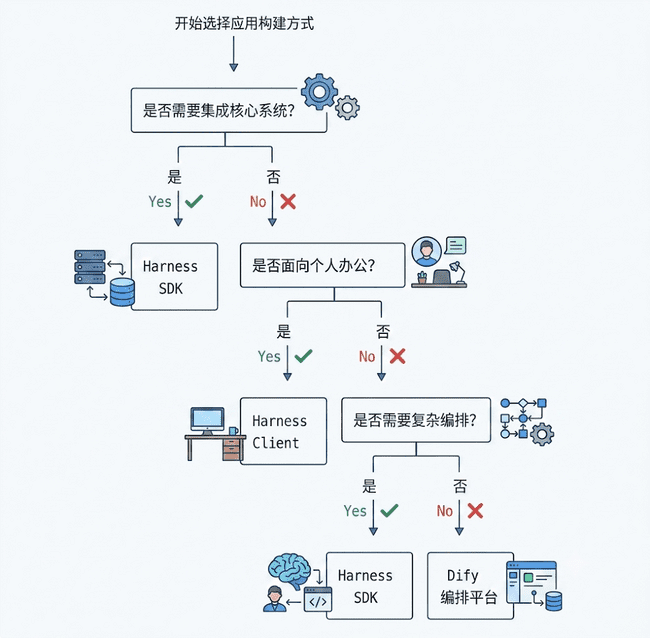 开始选择应用构建方式
是否需要集成核心系统?
是 否
Yes No
Harness
SDK
是否面向个人办公?
是 否
Yes No
Harness
Client
是否需要复杂编排?
是 否
Yes No
Harness
SDK
Dify
编排平台